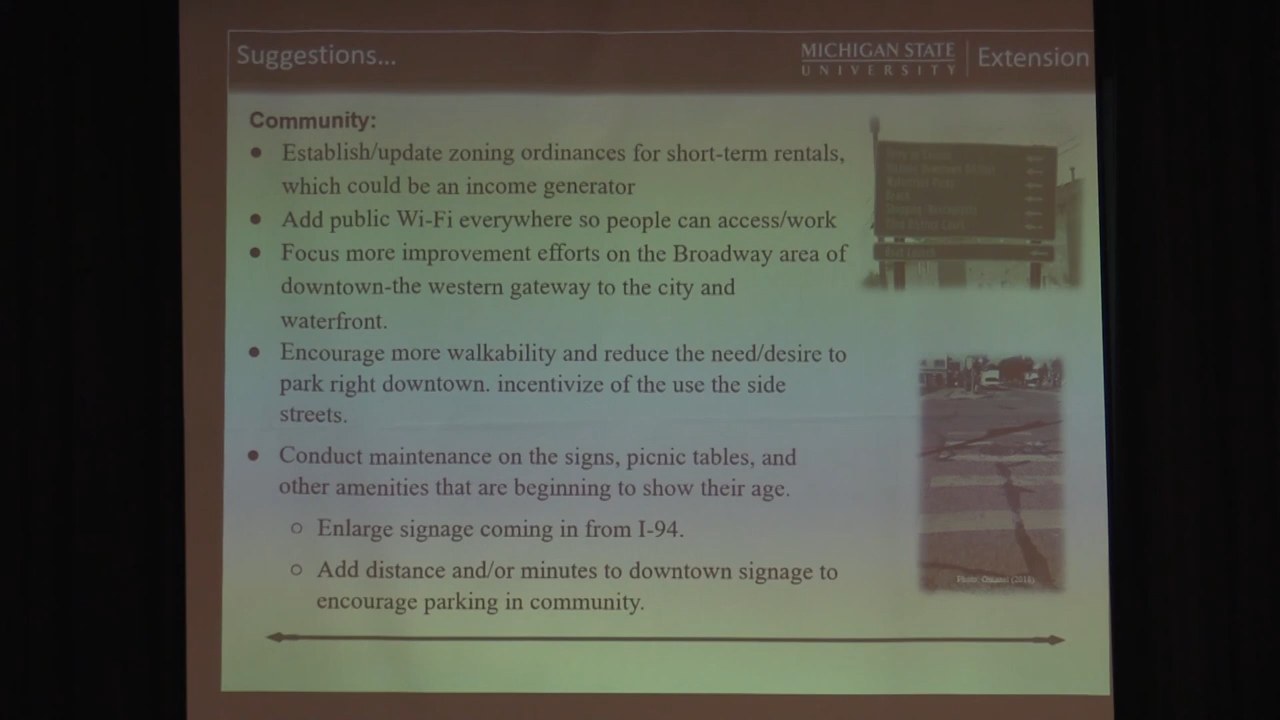 Suggestions...
MICHIGAN STATE
UNIVERSITY
Extension
Community:
● Establish/update zoning ordinances for short-term rentals,
which could be an income generator
● Add public Wi-Fi everywhere so people can access/work
● Focus more improvement efforts on the Broadway area of
downtown-the western gateway to the city and
waterfront.
● Encourage more walkability and reduce the need/desire to
park right downtown. incentivize of the use the side
streets.
● Conduct maintenance on the signs, picnic tables, and
other amenities that are beginning to show their age.
○ Enlarge signage coming in from I-94.
○ Add distance and/or minutes to downtown signage to
encourage parking in community.
Photo: (2018)